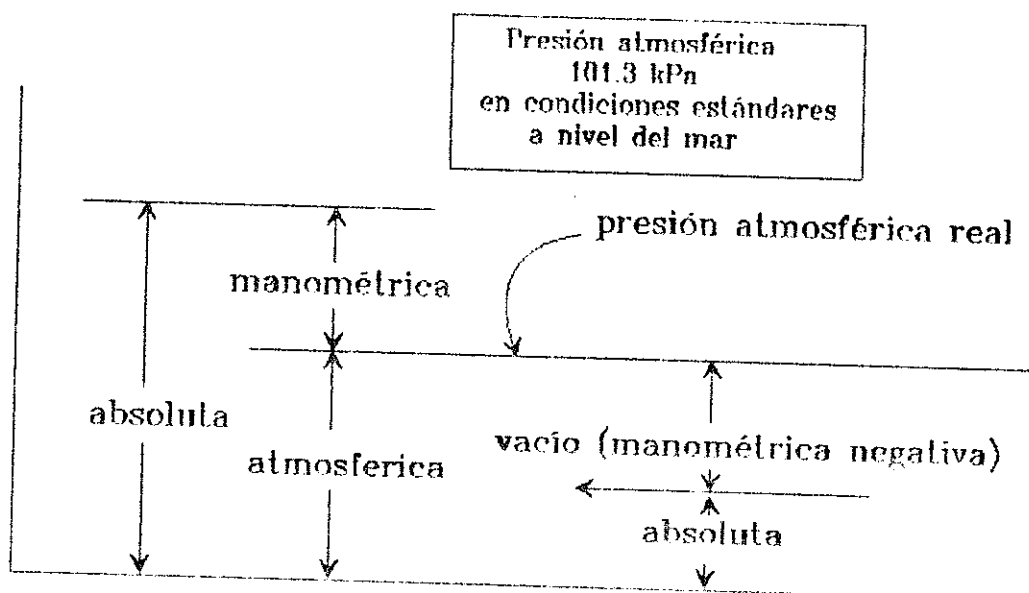 Presión atmosférica
101.3 kPa
en condiciones estándares
a nivel del mar
presión atmosférica real
manométrica
absoluta
atmosferica
vacío (manométrica negativa)
absoluta